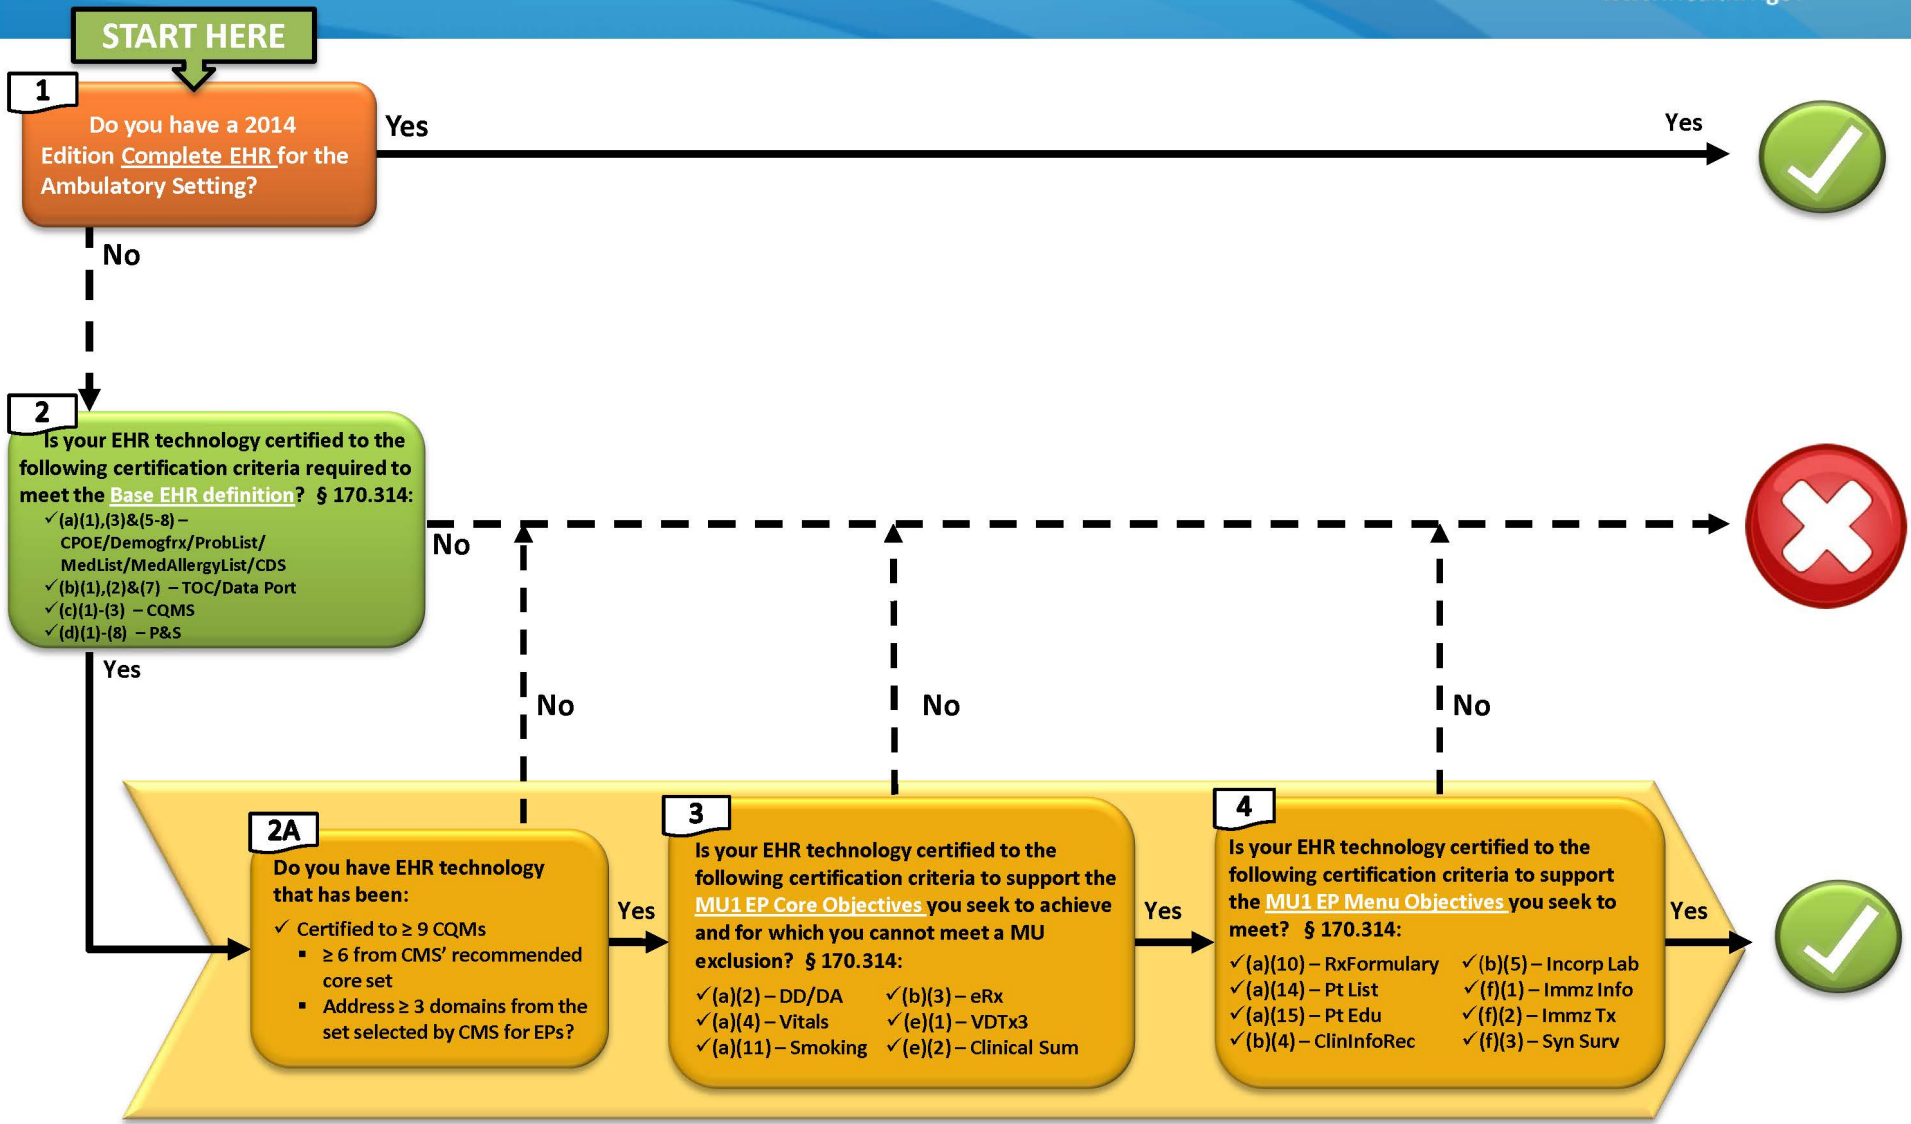 START HERE
1
Do you have a 2014
Edition Complete EHR for the
Ambulatory Setting?
Yes
Yes
No
2
Is your EHR technology certified to the
following certification criteria required to
meet the Base EHR definition? § 170.314:
✓(a)(1),(3)&(5-8) –
CPOE/Demogfrx/ProbList/
MedList/MedAllergyList/CDS
✓(b)(1),(2)&(7) – TOC/Data Port
✓(c)(1)-(3) – CQMS
✓(d)(1)-(8) – P&S
No
Yes
No
No
No
2A
Do you have EHR technology
that has been:
✓ Certified to ≥ 9 CQMs
▪ ≥ 6 from CMS' recommended
core set
▪ Address ≥ 3 domains from the
set selected by CMS for EPs?
Yes
3
Is your EHR technology certified to the
following certification criteria to support the
MU1 EP Core Objectives you seek to achieve
and for which you cannot meet a MU
exclusion? § 170.314:
✓(a)(2) – DD/DA
✓(a)(4) – Vitals
✓(a)(11) – Smoking
✓(b)(3) – eRx
✓(e)(1) – VDTx3
✓(e)(2) – Clinical Sum
Yes
4
Is your EHR technology certified to the
following certification criteria to support
the MU1 EP Menu Objectives you seek to
meet? § 170.314:
✓(a)(10) – RxFormulary
✓(a)(14) – Pt List
✓(a)(15) – Pt Edu
✓(b)(4) – ClinInfoRec
✓(b)(5) – Incorp Lab
✓(f)(1) – Immz Info
✓(f)(2) – Immz Tx
✓(f)(3) – Syn Surv
Yes